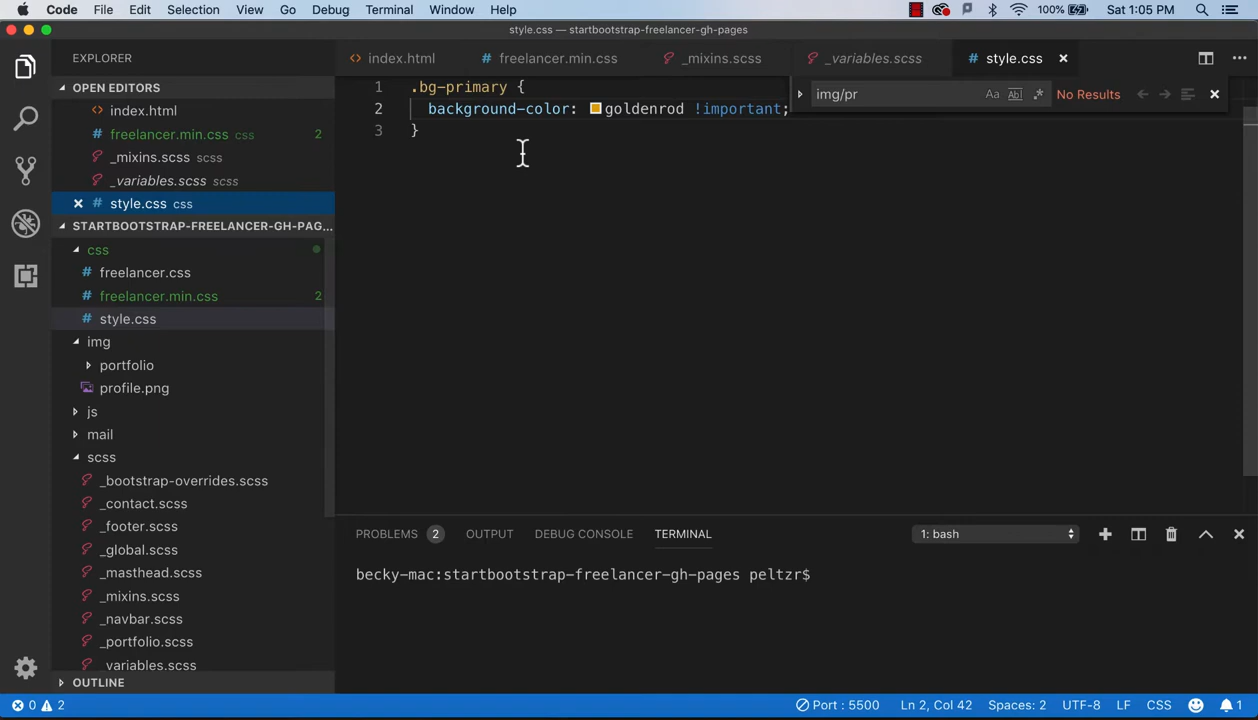 Code File Edit Selection View Go Debug Terminal Window Help 100% Sat 1:05 PM
style.css — startbootstrap-freelancer-gh-pages
EXPLORER
index.html freelancer.min.css _mixins.scss _variables.scss style.css
OPEN EDITORS
index.html
freelancer.min.css 2
_mixins.scss scss
_variables.scss scss
style.css css
STARTBOOTSTRAP-FREELANCER-GH-PAG...
css
freelancer.css
freelancer.min.css 2
style.css
img
portfolio
profile.png
js
mail
scss
_bootstrap-overrides.scss
_contact.scss
_footer.scss
_global.scss
_masthead.scss
_mixins.scss
_navbar.scss
_portfolio.scss
_variables.scss
OUTLINE
1 .bg-primary {
2 background-color: goldenrod !important;
3 }
img/pr Aa Abl .* No Results
PROBLEMS 2 OUTPUT DEBUG CONSOLE TERMINAL 1: bash
becky-mac:startbootstrap-freelancer-gh-pages peltzr$
0 2 Port : 5500 Ln 2, Col 42 Spaces: 2 UTF-8 LF CSS 1